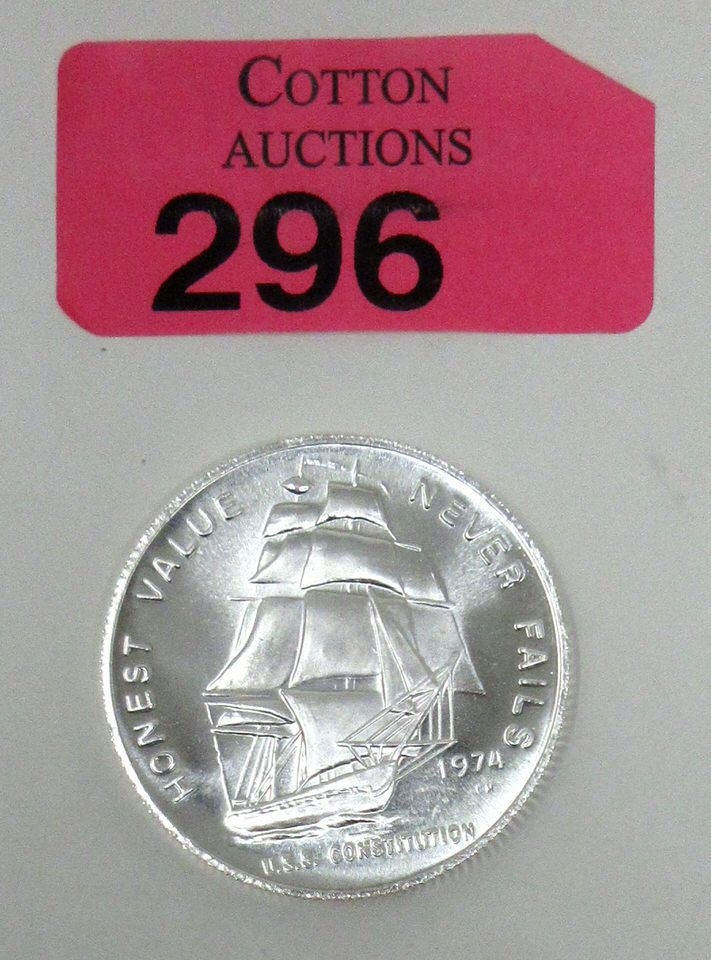 COTTON
AUCTIONS
296
HONEST VALUE NEVER FAILS
1974
U.S.S. CONSTITUTION